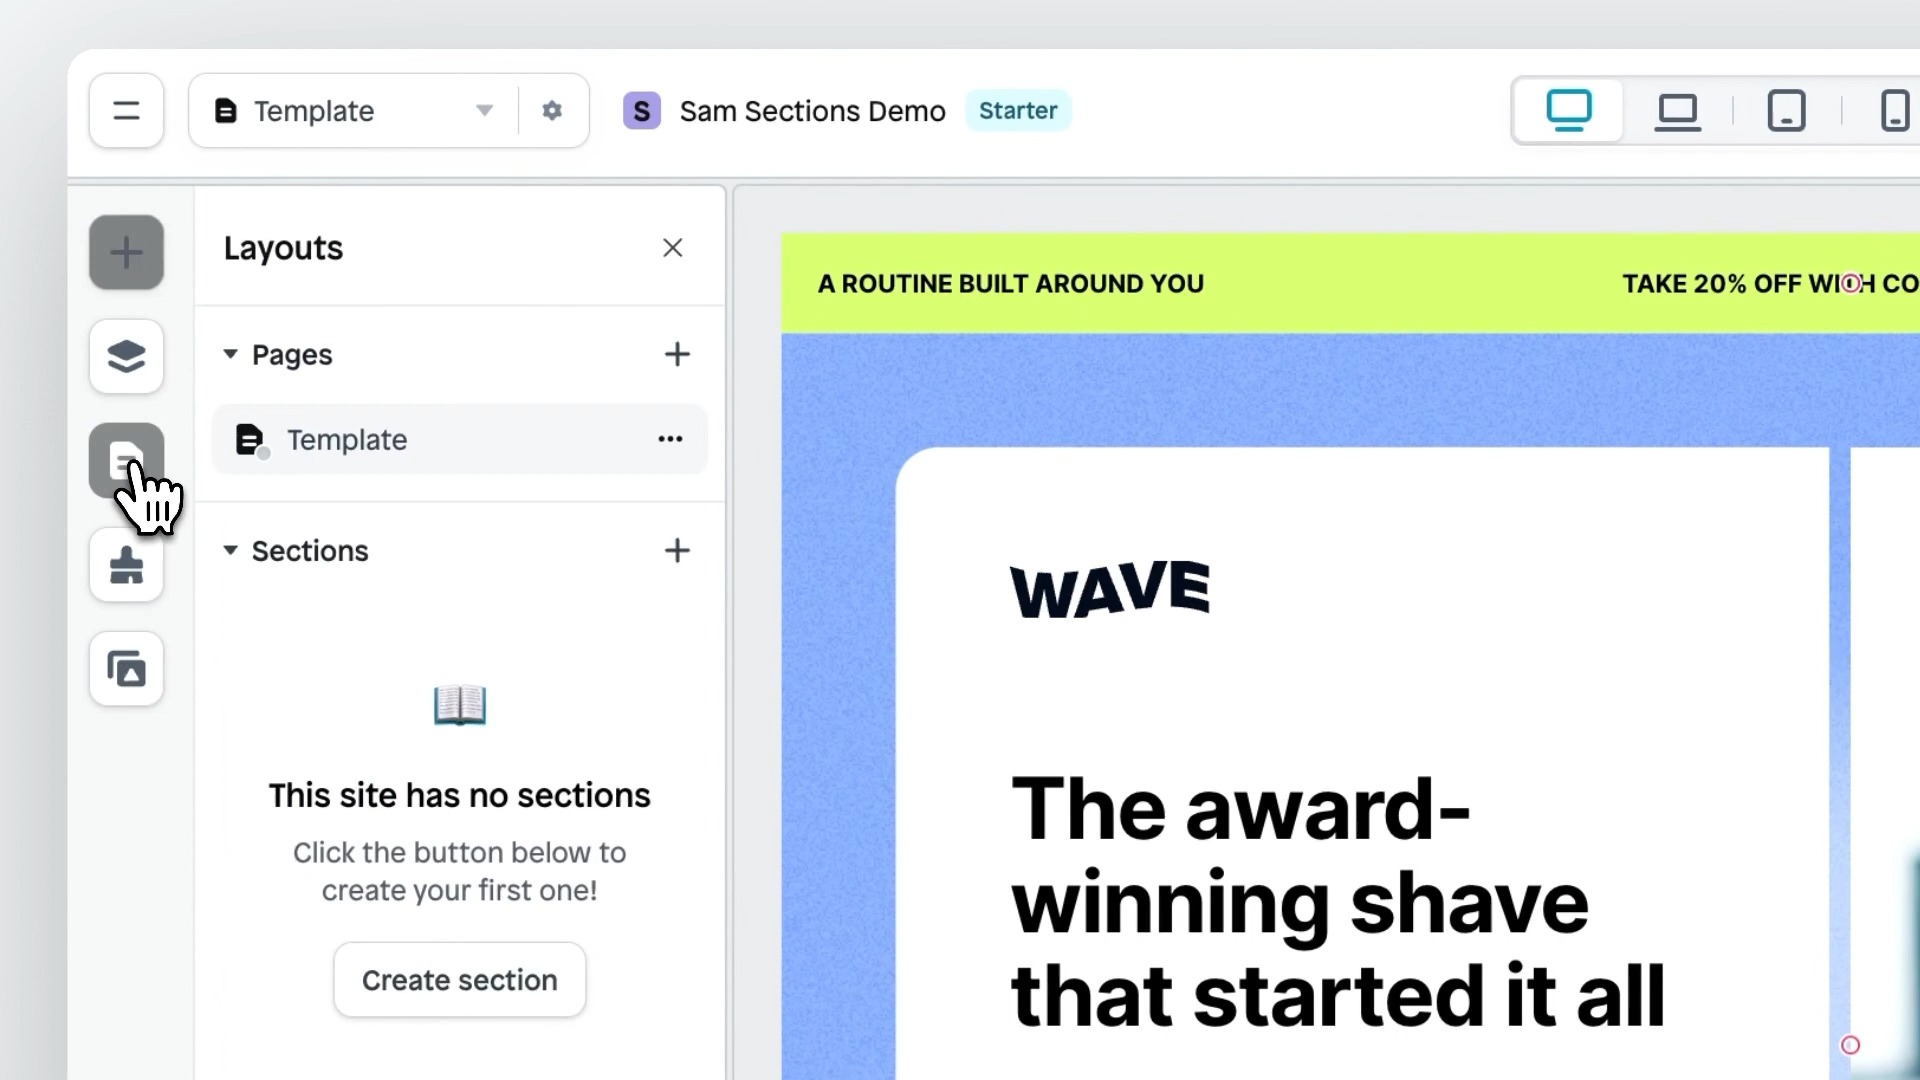 Template
S
Sam Sections Demo
Starter
Layouts
Pages
Template
Sections
This site has no sections
Click the button below to
create your first one!
Create section
A ROUTINE BUILT AROUND YOU
TAKE 20% OFF
WAVE
The award-
winning shave
that started it all